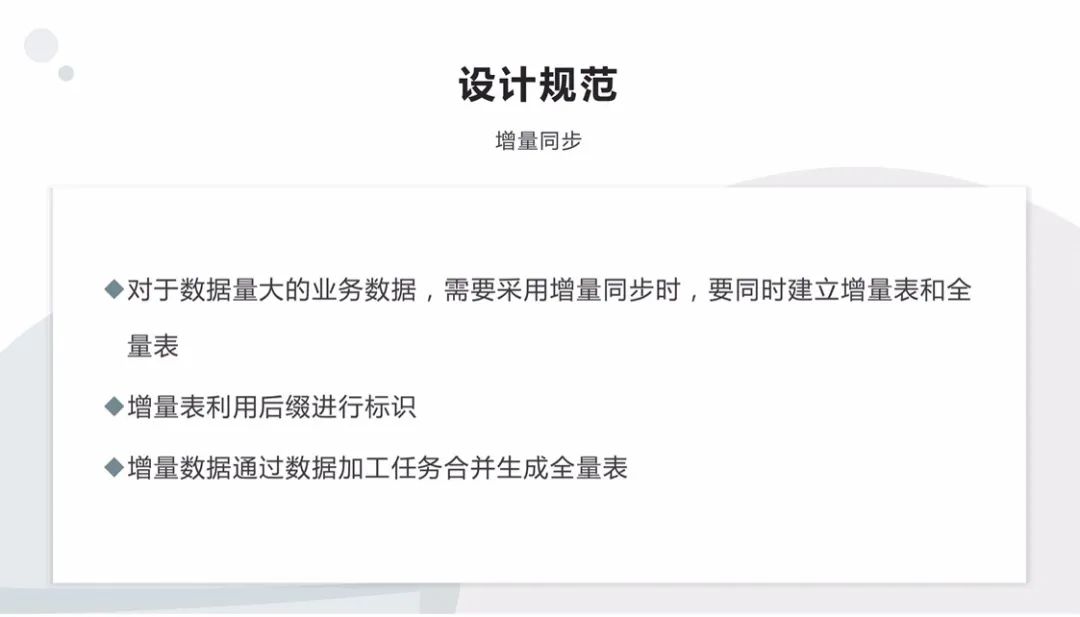 设计规范
增量同步
◆对于数据量大的业务数据，需要采用增量同步时，要同时建立增量表和全
量表
◆增量表利用后缀进行标识
◆增量数据通过数据加工任务合并生成全量表